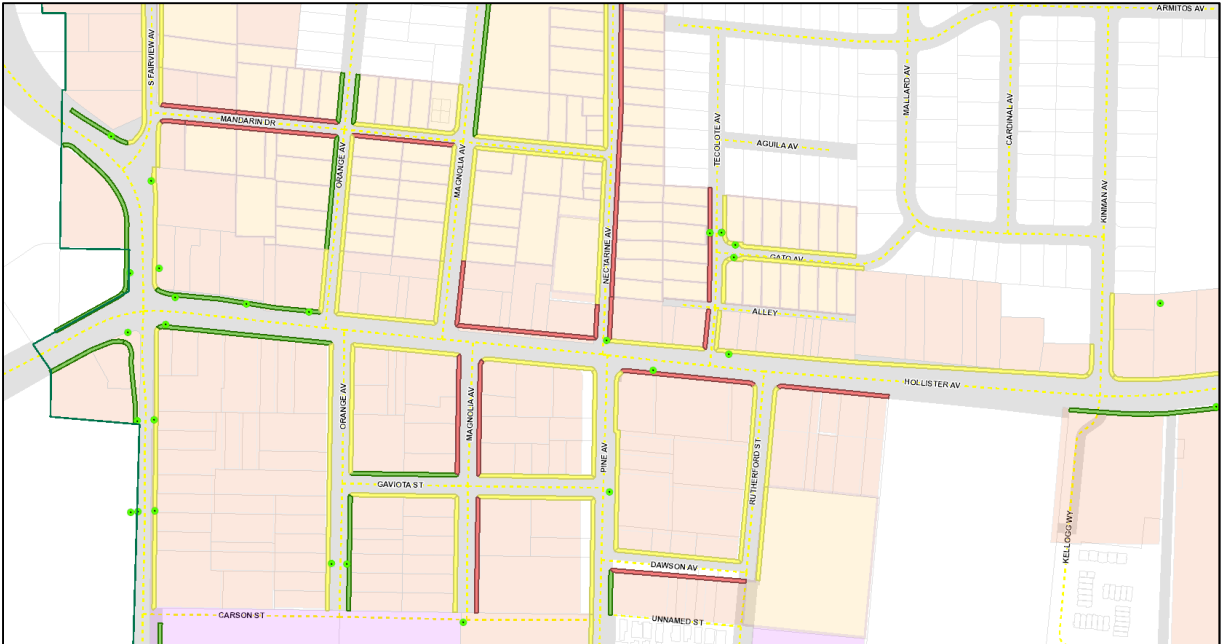 ARMITOS AV
S FAIRVIEW AV
MALLARD AV
CARDINAL AV
MANDARIN DR
TECOLOTE AV
AGUILA AV
ORANGE AV
MAGNOLIA AV
KINMAN AV
NECTARINE AV
GATO AV
ALLEY
HOLLISTER AV
ORANGE AV
MAGNOLIA AV
PINE AV
RUTHERFORD ST
GAVIOTA ST
KELLOGG WY
DAWSON AV
CARSON ST
UNNAMED ST